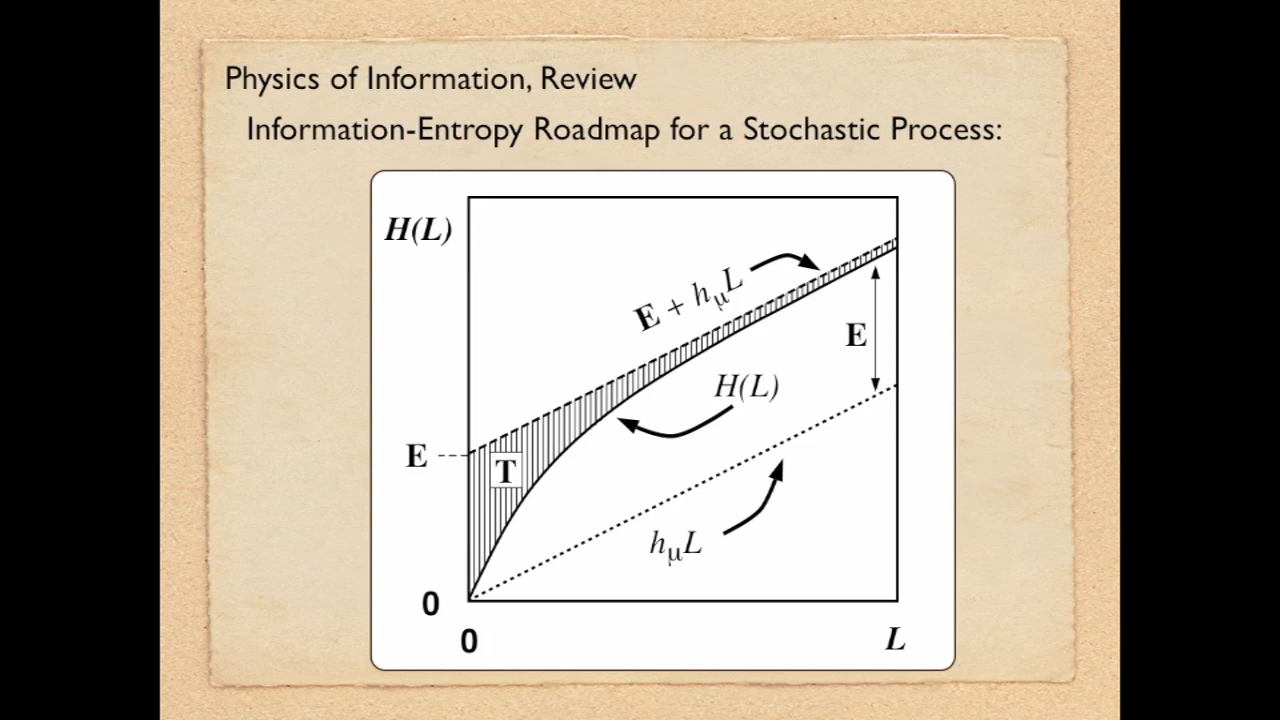 Physics of Information, Review
Information-Entropy Roadmap for a Stochastic Process:
H(L)
E + hμL
E
H(L)
E
T
hμL
0
0
L